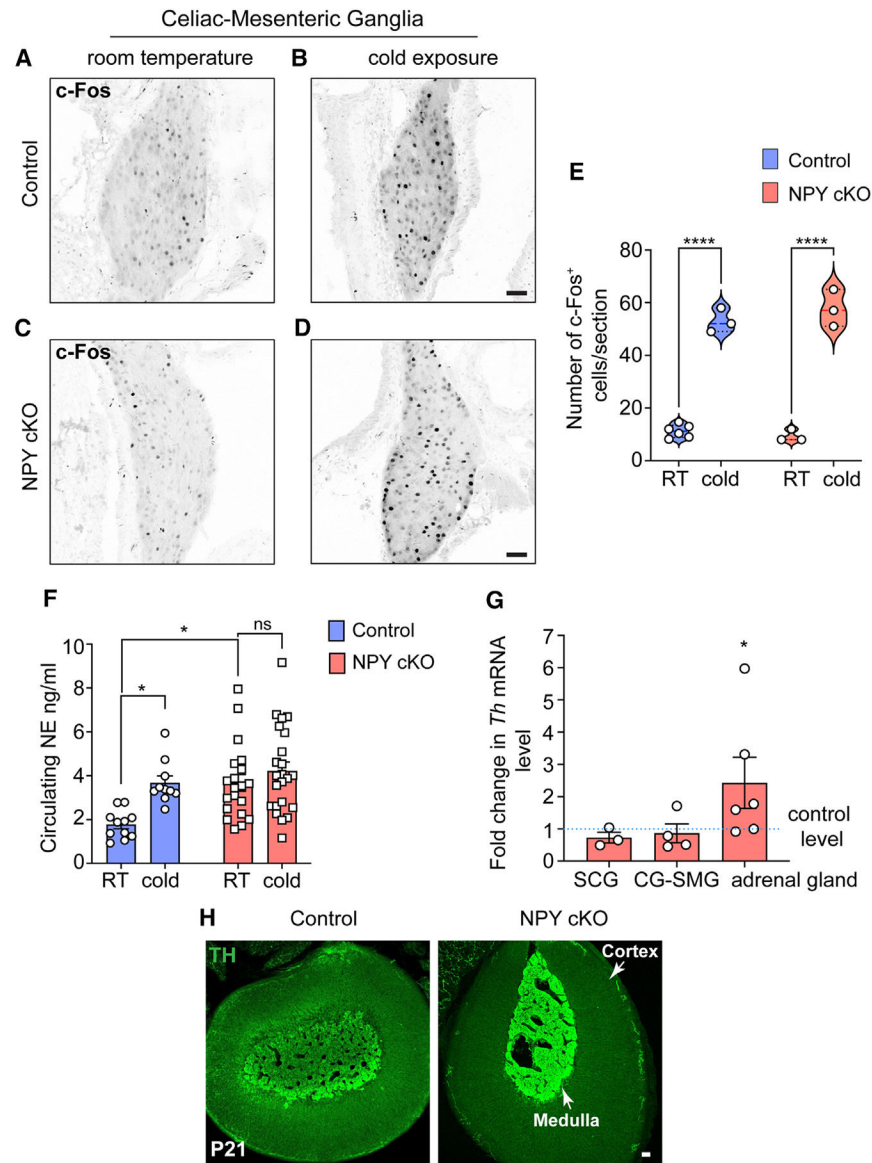 Celiac-Mesenteric Ganglia
A
room temperature
B
cold exposure
c-Fos
Control
C
c-Fos
D
NPY cKO
E
Control
NPY cKO
Number of c-Fos+
cells/section
80
60
40
20
0
****
****
RT
cold
RT
cold
F
Circulating NE ng/ml
10
8
6
4
2
0
*
*
ns
Control
NPY cKO
RT
cold
RT
cold
G
Fold change in Th mRNA
level
7
6
5
4
3
2
1
0
*
control
level
SCG
CG-SMG
adrenal gland
H
Control
NPY cKO
TH
P21
Cortex
Medulla